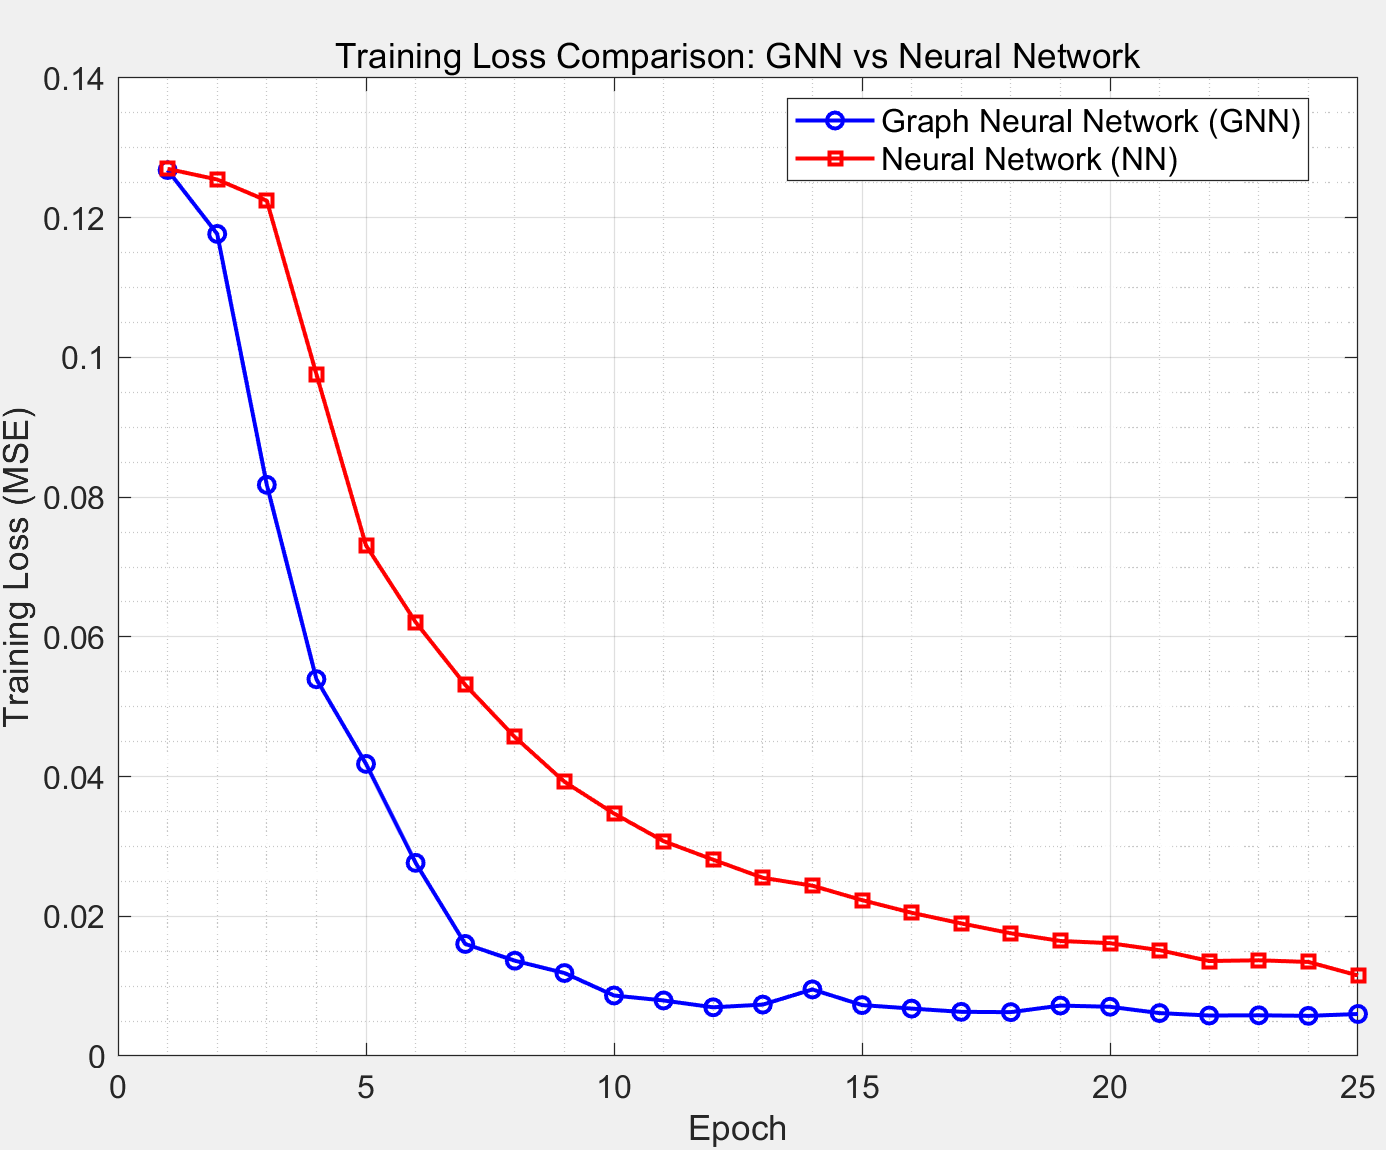 Training Loss Comparison: GNN vs Neural Network
Graph Neural Network (GNN)
Neural Network (NN)
Training Loss (MSE)
0.14
0.12
0.1
0.08
0.06
0.04
0.02
0
0 5 10 15 20 25
Epoch